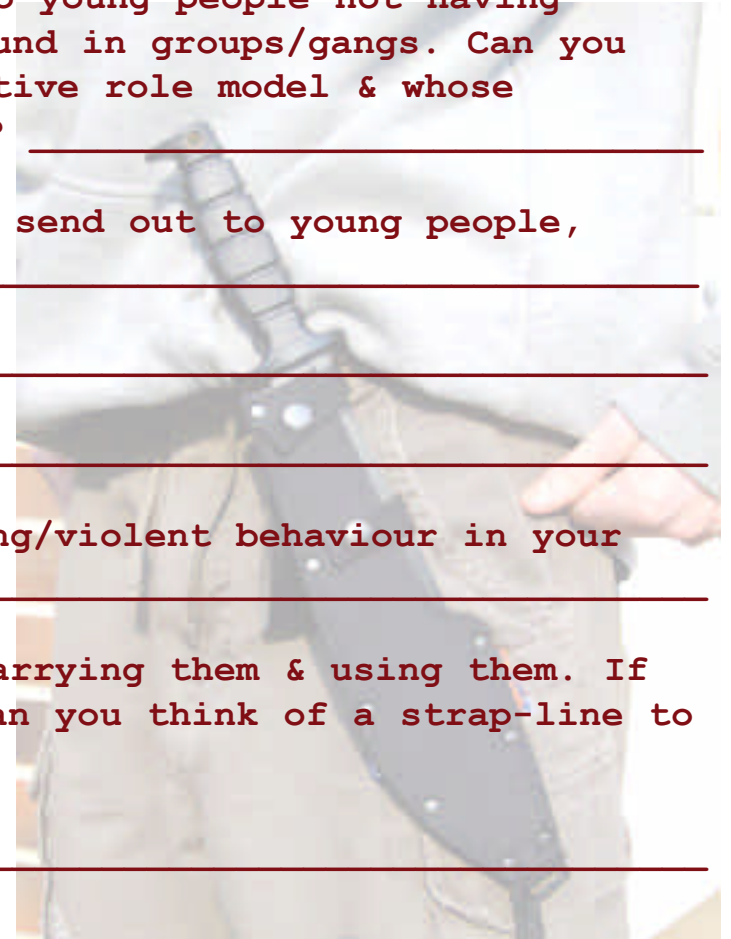 young people not having
und in groups/gangs. Can you
tive role model & whose
send out to young people,
ng/violent behaviour in your
arrying them & using them. If
an you think of a strap-line to